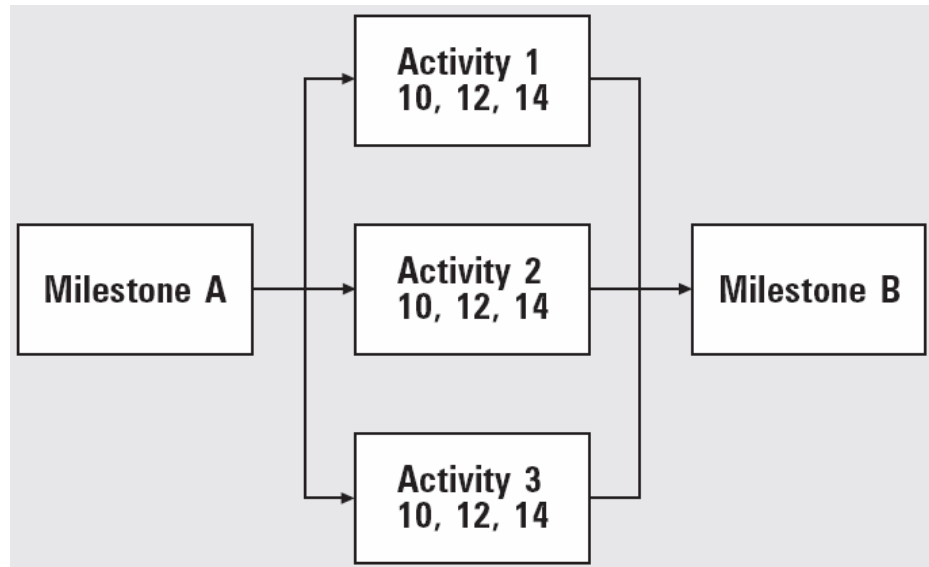 Activity 1
10, 12, 14
Milestone A
Activity 2
10, 12, 14
Milestone B
Activity 3
10, 12, 14